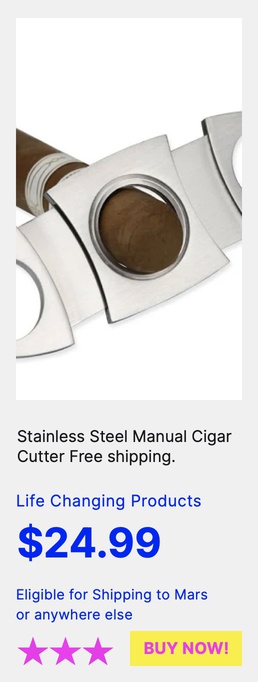 Stainless Steel Manual Cigar
Cutter Free shipping.
Life Changing Products
$24.99
Eligible for Shipping to Mars
or anywhere else
BUY NOW!